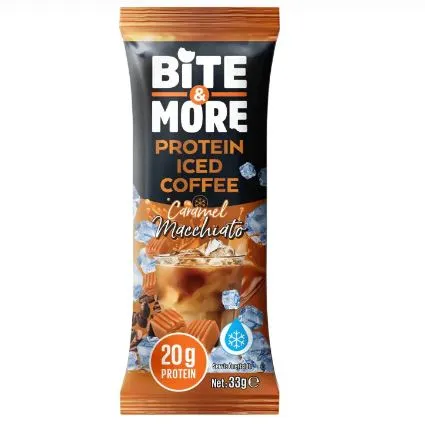 BiTE
&
MORE
PROTEIN
ICED
COFFEE
Caramel
Macchiato
20g
PROTEIN
Net: 33g ℮